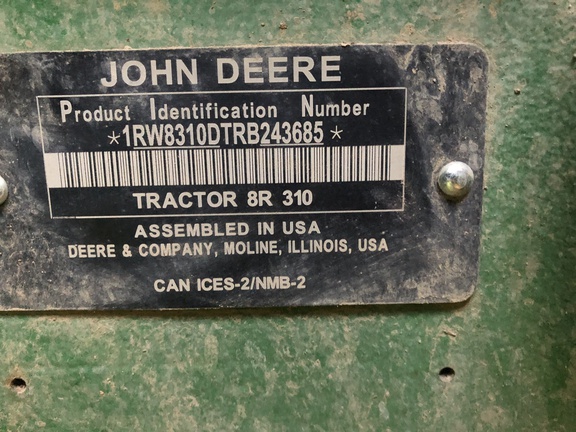 JOHN DEERE
Product Identification Number
*1RW8310DTRB243685*
TRACTOR 8R 310
ASSEMBLED IN USA
DEERE & COMPANY, MOLINE, ILLINOIS, USA
CAN ICES-2/NMB-2